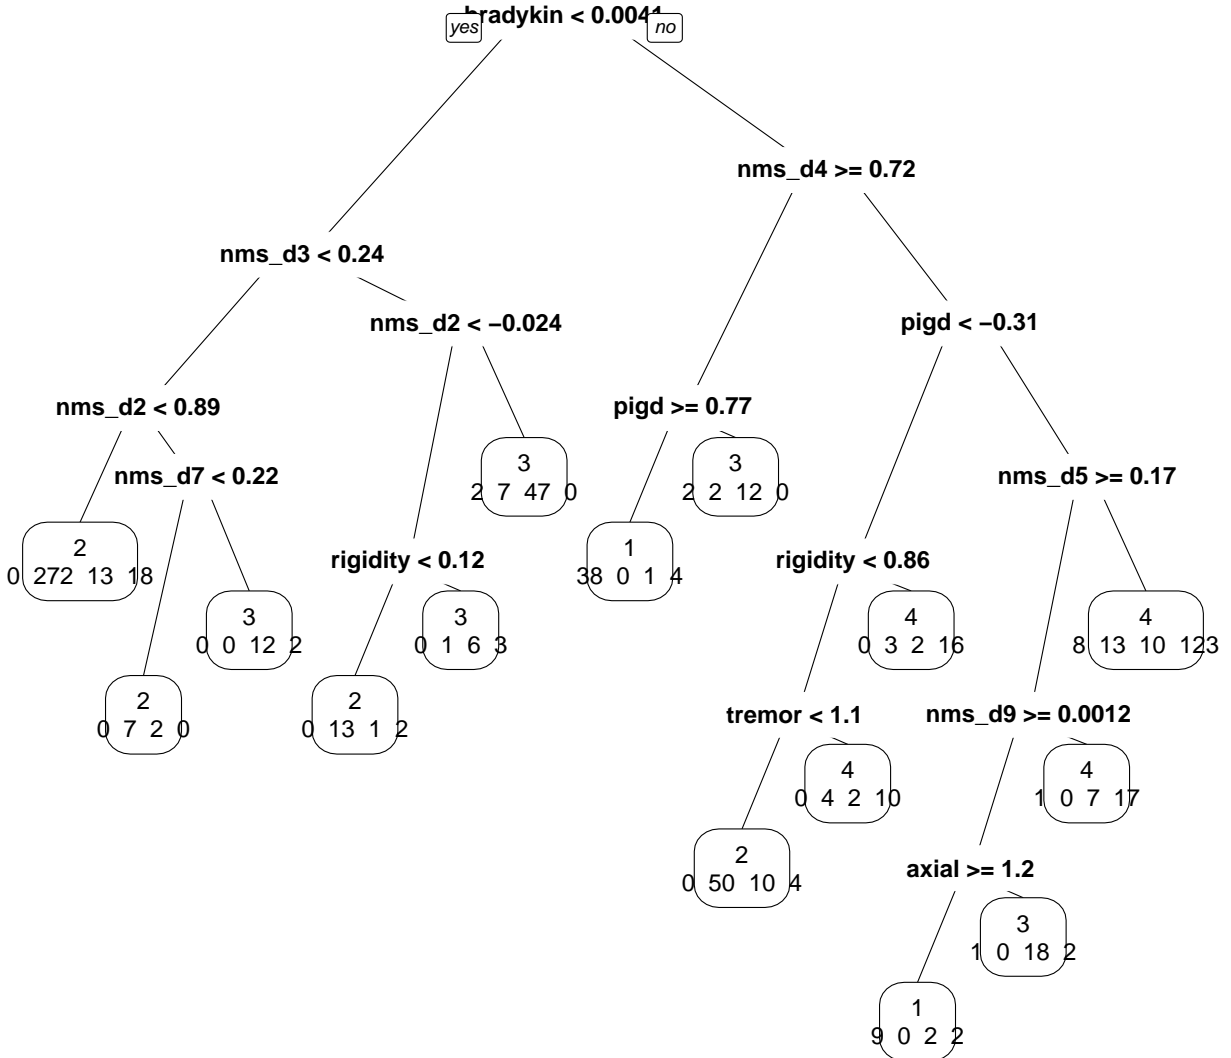 bradykin < 0.0041
yes
no
nms_d4 >= 0.72
nms_d3 < 0.24
nms_d2 < −0.024
pigd < −0.31
nms_d2 < 0.89
pigd >= 0.77
nms_d7 < 0.22
3
2 7 47 0
3
2 2 12 0
nms_d5 >= 0.17
2
0 272 13 18
rigidity < 0.12
1
38 0 1 4
rigidity < 0.86
3
0 0 12 2
3
0 1 6 3
4
0 3 2 16
4
8 13 10 123
2
0 7 2 0
2
0 13 1 2
tremor < 1.1
nms_d9 >= 0.0012
4
0 4 2 10
4
1 0 7 17
2
0 50 10 4
axial >= 1.2
3
1 0 18 2
1
9 0 2 2